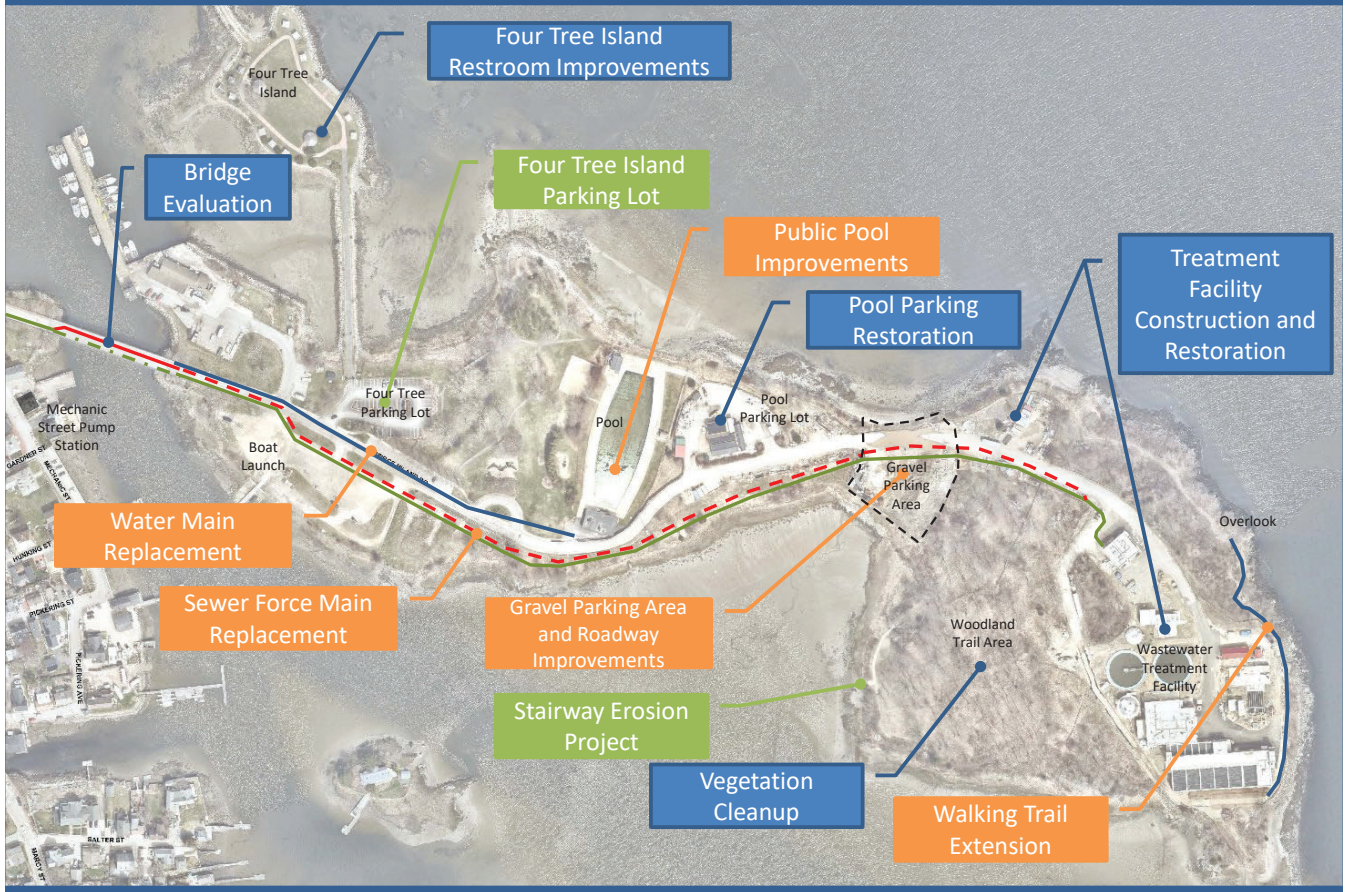 Four Tree Island
Restroom Improvements
Four Tree
Island
Bridge
Evaluation
Four Tree Island
Parking Lot
Public Pool
Improvements
Treatment
Facility
Construction and
Restoration
Pool Parking
Restoration
Mechanic
Street Pump
Station
Four Tree
Parking Lot
Boat
Launch
Pool
Pool
Parking Lot
Gravel
Parking
Area
Overlook
GARDNER ST
MECHANIC ST
HUNKING ST
PICKERING ST
PICKERING AVE
SALTER ST
MARCY ST
Water Main
Replacement
Sewer Force Main
Replacement
Gravel Parking Area
and Roadway
Improvements
Woodland
Trail Area
Wastewater
Treatment
Facility
Stairway Erosion
Project
Vegetation
Cleanup
Walking Trail
Extension